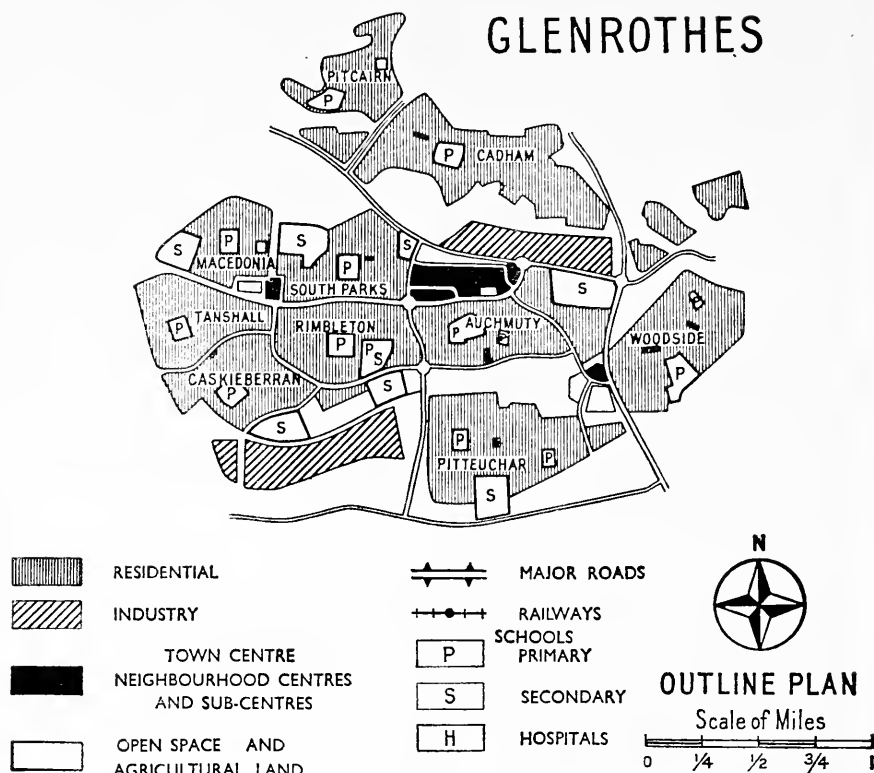 GLENROTHES
PITCAIRN
P
P
CADHAM
S
P
S
S
MACEDONIA
P
SOUTH PARKS
S
TANSHALL
RIMBLETON
AUCHMUTY
P
P
P
P
S
WOODSIDE
CASKIEBERRAN
P
S
P
S
P
P
PITTEUCHAR
S
RESIDENTIAL
INDUSTRY
TOWN CENTRE
NEIGHBOURHOOD CENTRES
AND SUB-CENTRES
OPEN SPACE AND
AGRICULTURAL LAND
MAJOR ROADS
RAILWAYS
SCHOOLS
P PRIMARY
S SECONDARY
H HOSPITALS
N
OUTLINE PLAN
Scale of Miles
0 1/4 1/2 3/4